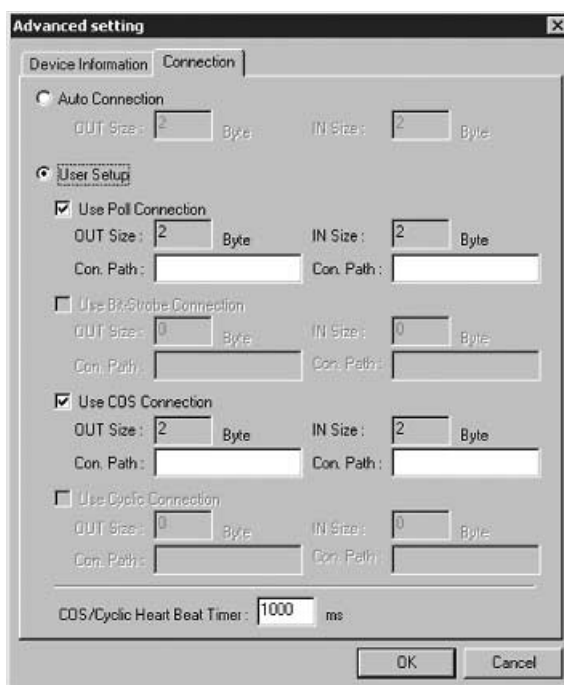 Advanced setting
Device Information Connection
Auto Connection
OUT Size : 2 Byte IN Size : 2 Byte
User Setup
Use Poll Connection
OUT Size : 2 Byte IN Size : 2 Byte
Con. Path : Con. Path :
Use Bit-Strobe Connection
OUT Size : 0 Byte IN Size : 0 Byte
Con. Path : Con. Path :
Use COS Connection
OUT Size : 2 Byte IN Size : 2 Byte
Con. Path : Con. Path :
Use Cyclic Connection
OUT Size : 0 Byte IN Size : 0 Byte
Con. Path : Con. Path :
COS/Cyclic Heart Beat Timer : 1000 ms
OK Cancel